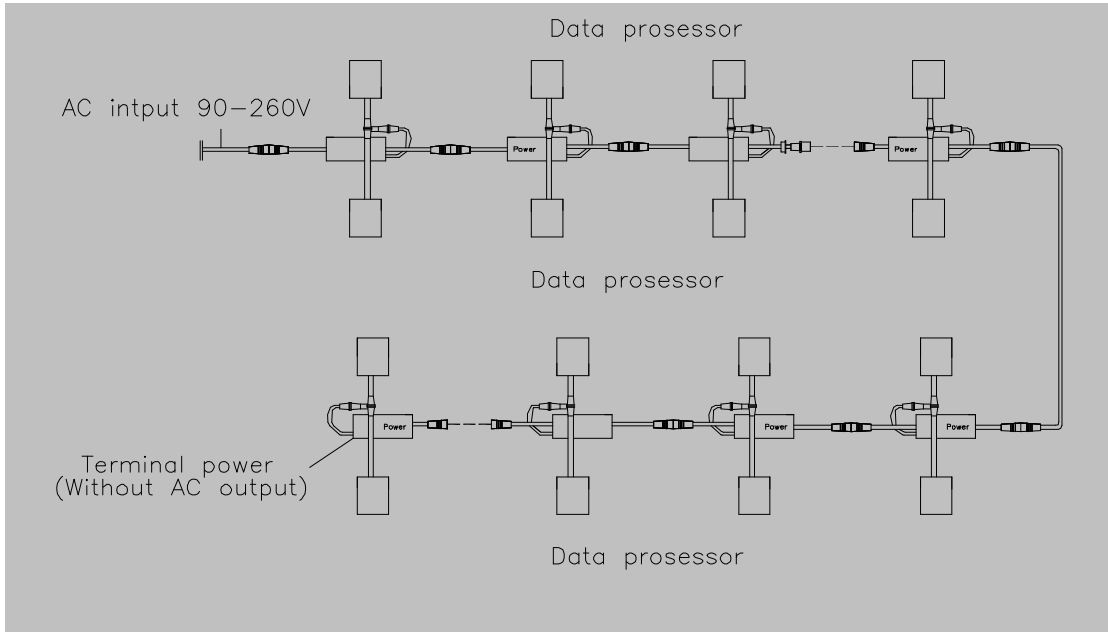 Data prosessor
AC intput 90-260V
Power
Power
Data prosessor
Power
Power
Power
Terminal power
(Without AC output)
Data prosessor